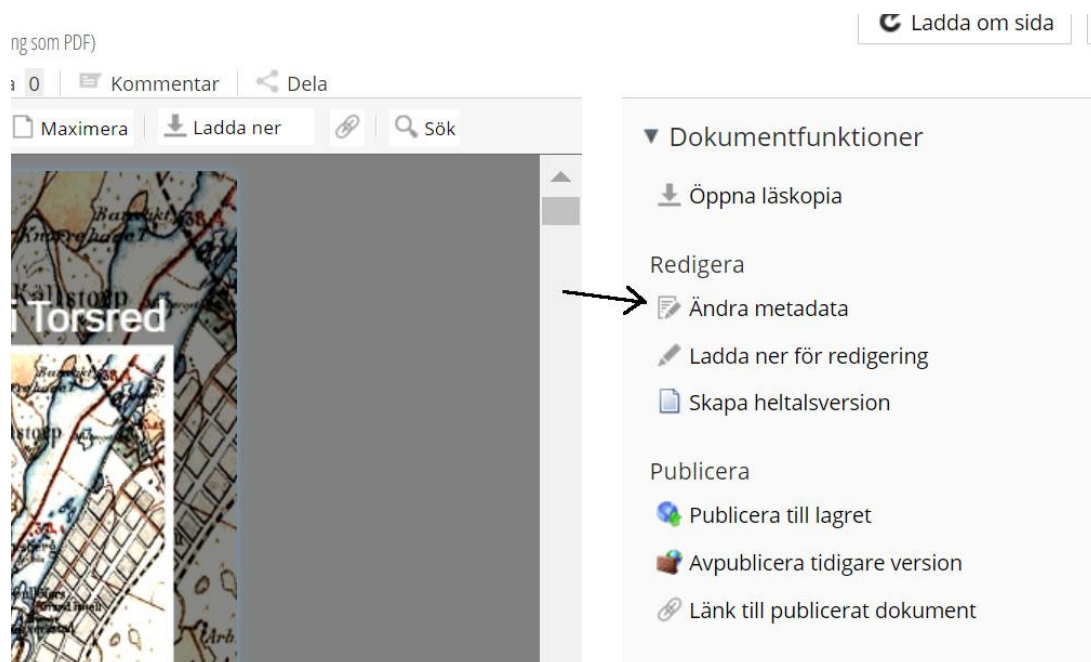 Ladda om sida
ng som PDF)
a 0 Kommentar Dela
Maximera Ladda ner Sök
Dokumentfunktioner
Öppna läskopia
Redigera
Ändra metadata
Ladda ner för redigering
Skapa heltalsversion
Publicera
Publicera till lagret
Avpublicera tidigare version
Länk till publicerat dokument
Källstorp
i Torsred